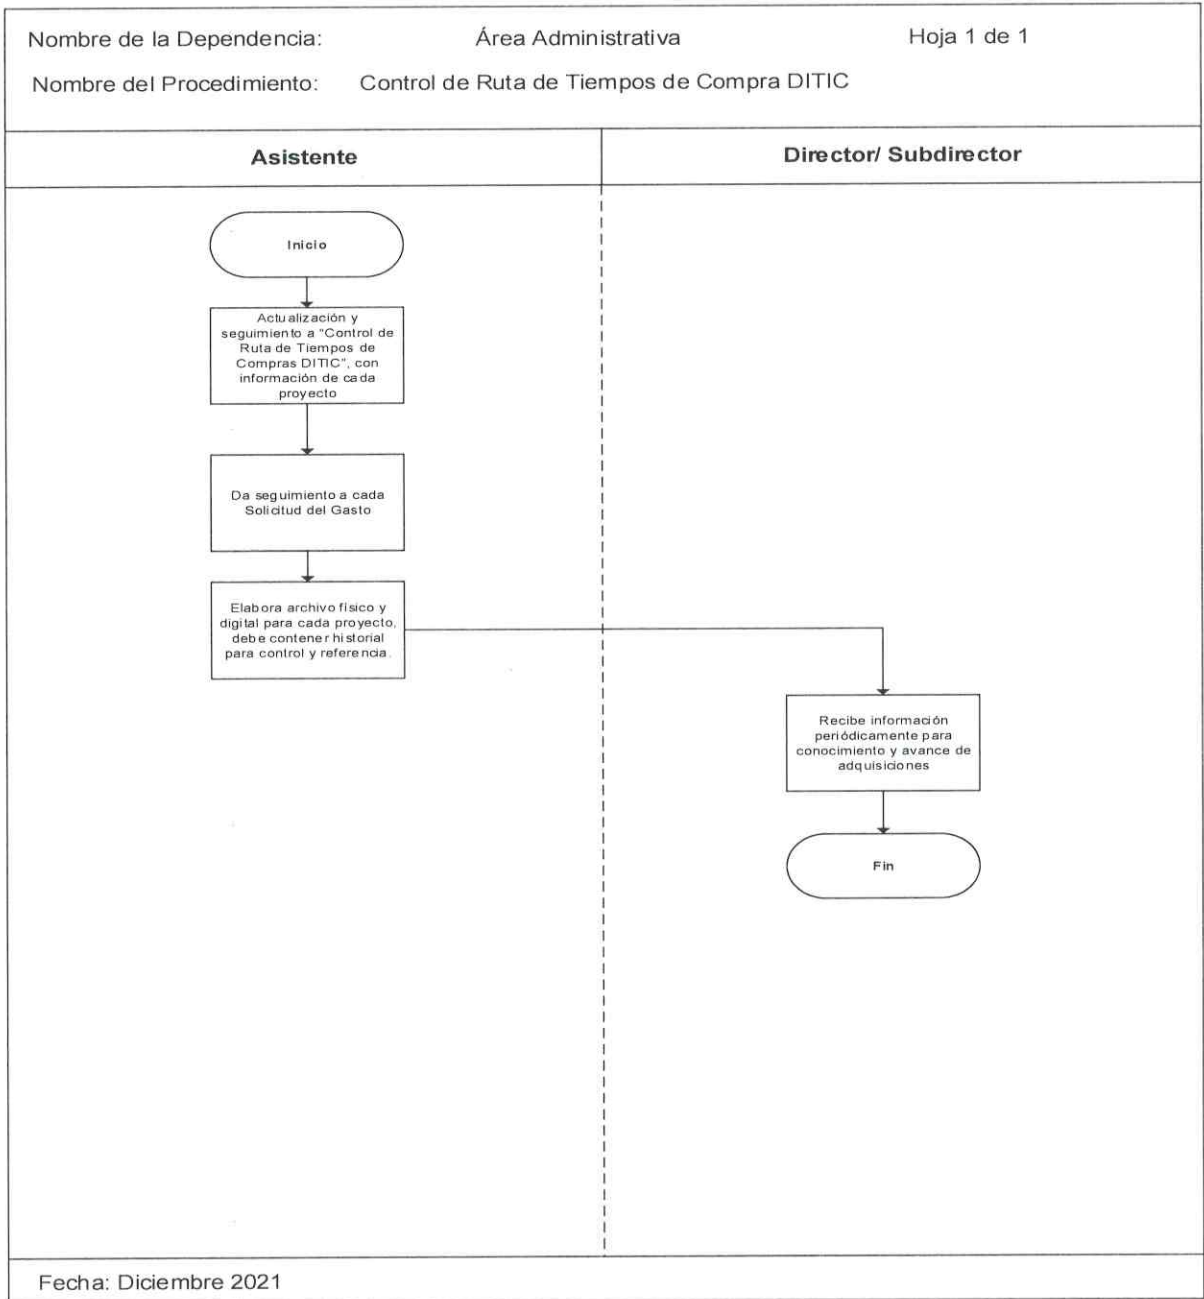 Nombre de la Dependencia: Área Administrativa Hoja 1 de 1
Nombre del Procedimiento: Control de Ruta de Tiempos de Compra DITIC
Asistente Director/ Subdirector
Inicio
Actualización y
seguimiento a "Control de
Ruta de Tiempos de
Compras DITIC", con
información de cada
proyecto
Da seguimiento a cada
Solicitud del Gasto
Elabora archivo físico y
digital para cada proyecto,
debe contener historial
para control y referencia.
Recibe información
periódicamente para
conocimiento y avance de
adquisiciones
Fin
Fecha: Diciembre 2021